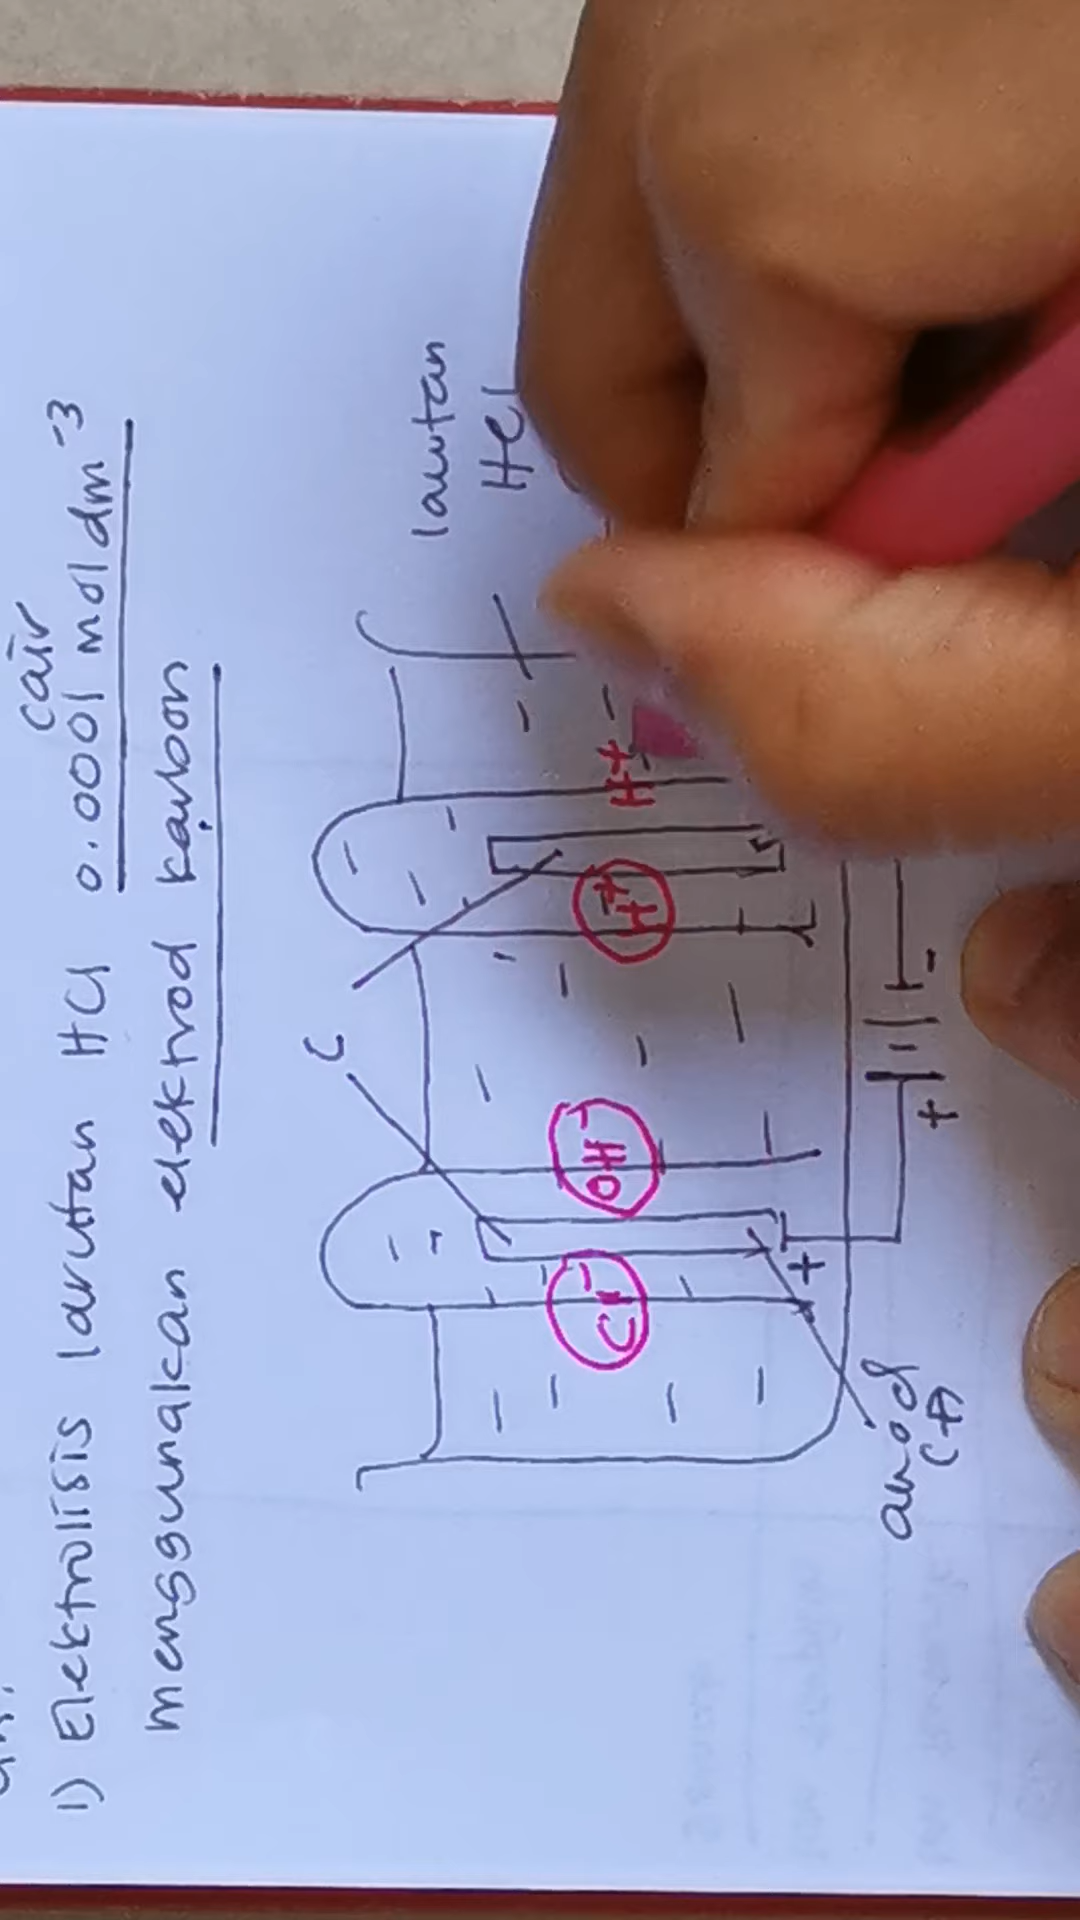 1) Elektrolisis larutan HCl 0.0001 mol dm⁻³
cair
menggunakan elektrod karbon
larutan
HCl
C
Cl⁻
OH⁻
H⁺
H⁺
+
+
-
anod
(+)